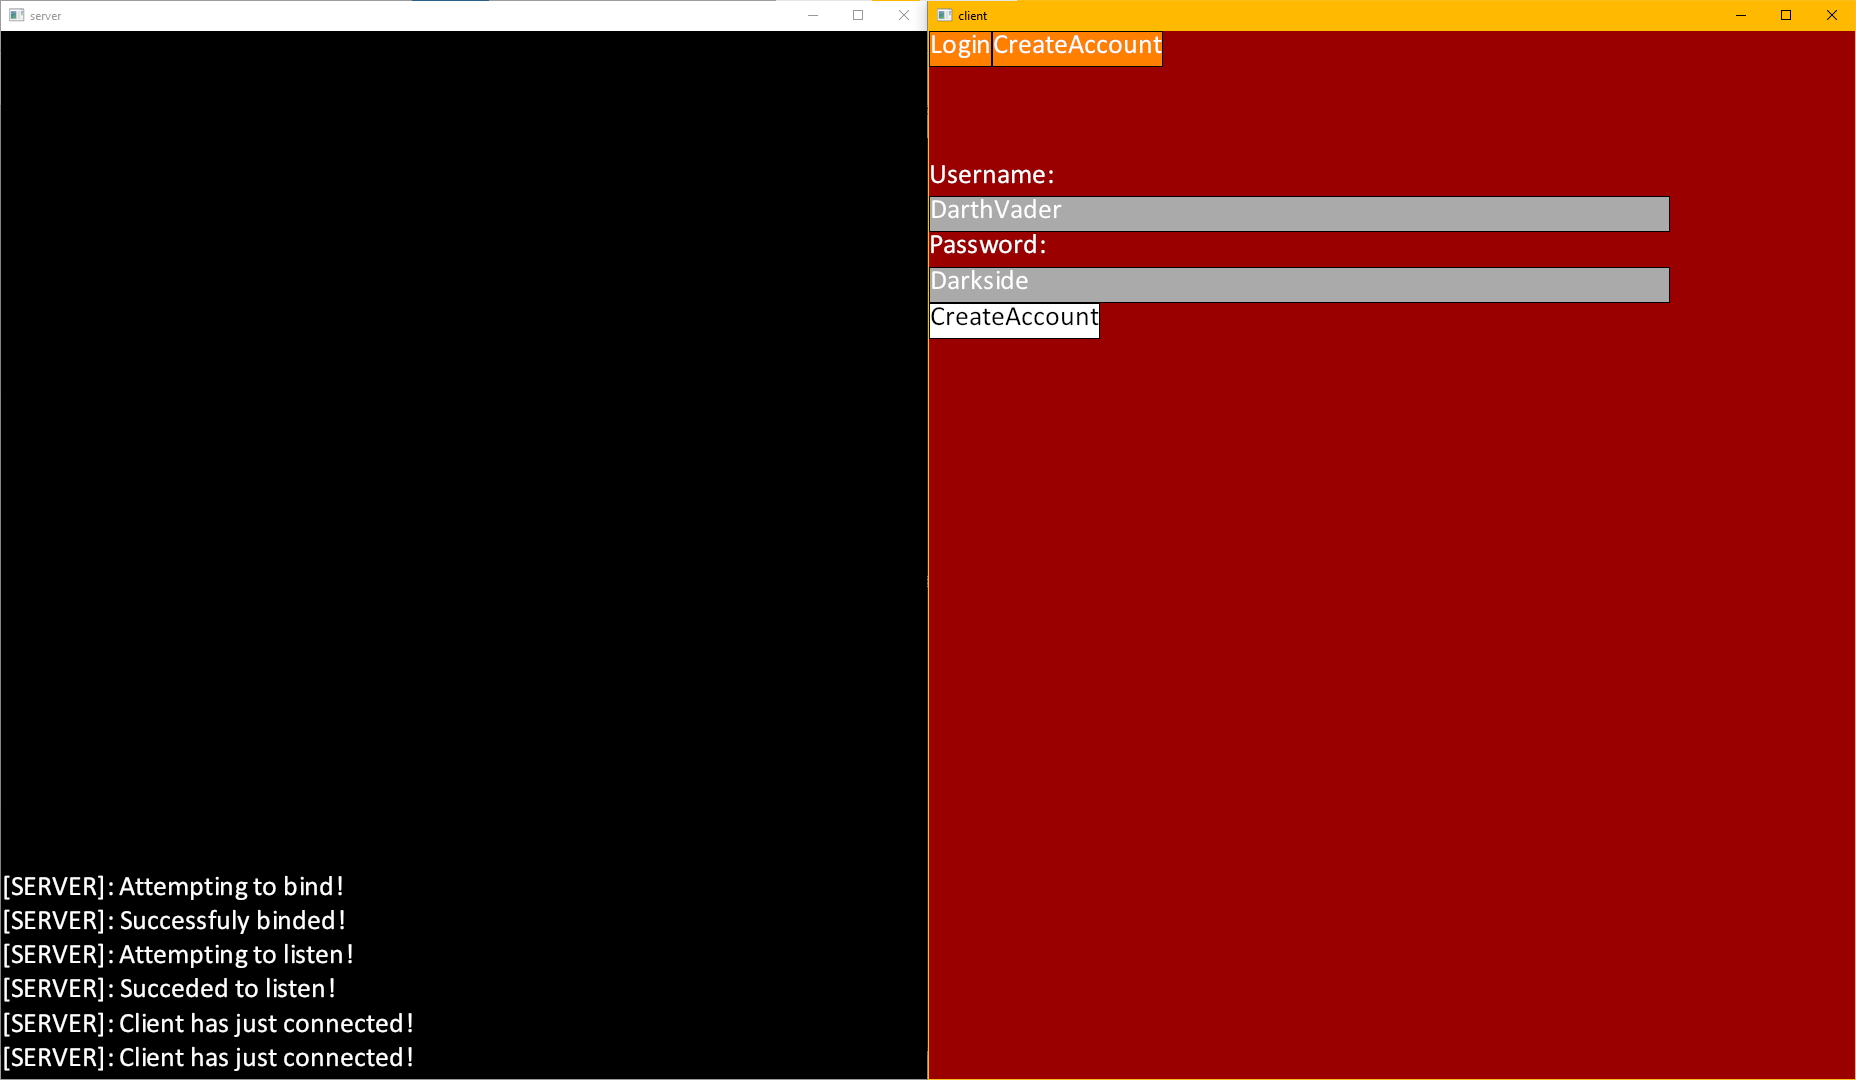 server
client
Login CreateAccount
Username:
DarthVader
Password:
Darkside
CreateAccount
[SERVER]: Attempting to bind!
[SERVER]: Successfuly binded!
[SERVER]: Attempting to listen!
[SERVER]: Succeded to listen!
[SERVER]: Client has just connected!
[SERVER]: Client has just connected!